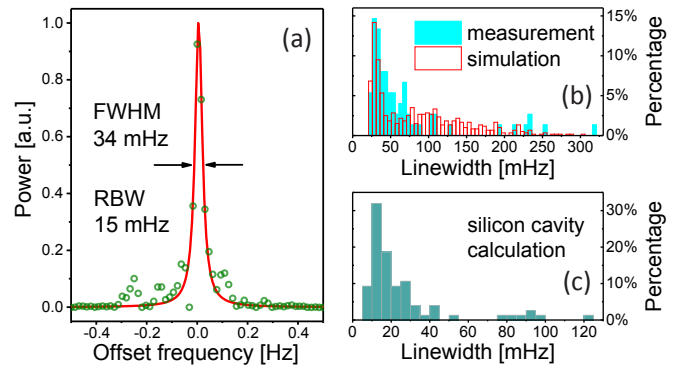 (a)
1.0
0.8
0.6
0.4
0.2
0.0
Power [a.u.]
FWHM
34 mHz
RBW
15 mHz
-0.4 -0.2 0.0 0.2 0.4
Offset frequency [Hz]
measurement
simulation
(b)
15%
10%
5%
0%
Percentage
0 50 100 150 200 250 300
Linewidth [mHz]
silicon cavity
calculation
(c)
30%
20%
10%
0%
Percentage
0 20 40 60 80 100 120
Linewidth [mHz]